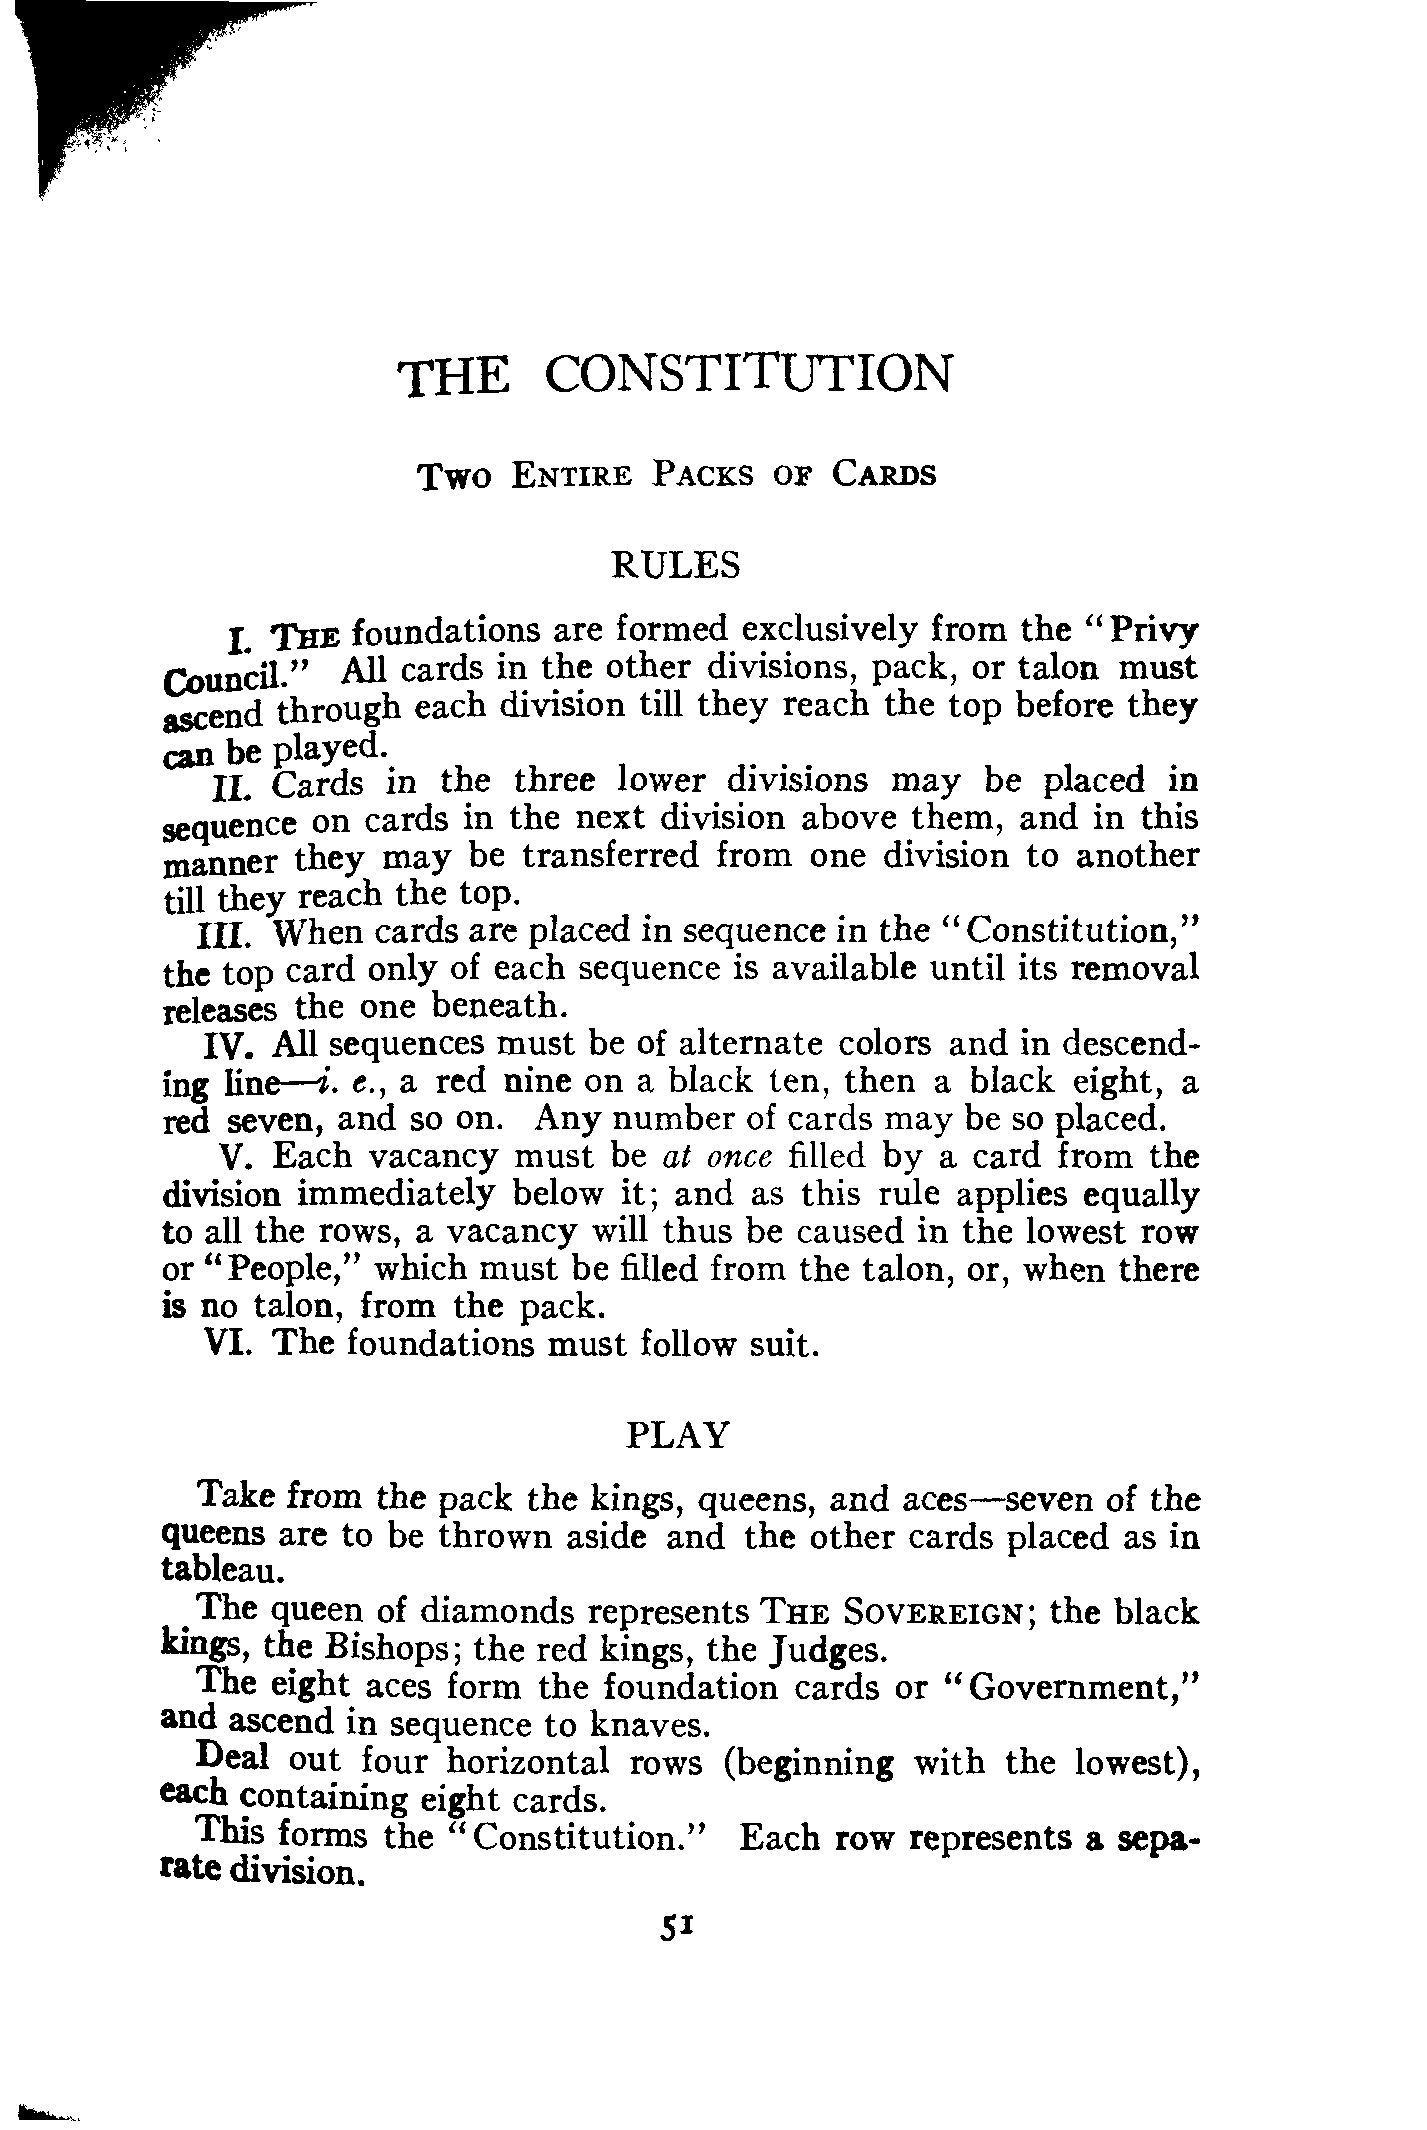 THE CONSTITUTION
Two Entire Packs of Cards
RULES
I. The foundations are formed exclusively from the "Privy
Council." All cards in the other divisions, pack, or talon must
ascend through each division till they reach the top before they
can be played.
II. Cards in the three lower divisions may be placed in
sequence on cards in the next division above them, and in this
manner they may be transferred from one division to another
till they reach the top.
III. When cards are placed in sequence in the "Constitution,"
the top card only of each sequence is available until its removal
releases the one beneath.
IV. All sequences must be of alternate colors and in descend-
ing line—i. e., a red nine on a black ten, then a black eight, a
red seven, and so on. Any number of cards may be so placed.
V. Each vacancy must be at once filled by a card from the
division immediately below it; and as this rule applies equally
to all the rows, a vacancy will thus be caused in the lowest row
or "People," which must be filled from the talon, or, when there
is no talon, from the pack.
VI. The foundations must follow suit.
PLAY
Take from the pack the kings, queens, and aces—seven of the
queens are to be thrown aside and the other cards placed as in
tableau.
The queen of diamonds represents The Sovereign; the black
kings, the Bishops; the red kings, the Judges.
The eight aces form the foundation cards or "Government,"
and ascend in sequence to knaves.
Deal out four horizontal rows (beginning with the lowest),
each containing eight cards.
This forms the "Constitution." Each row represents a sepa-
rate division.
51